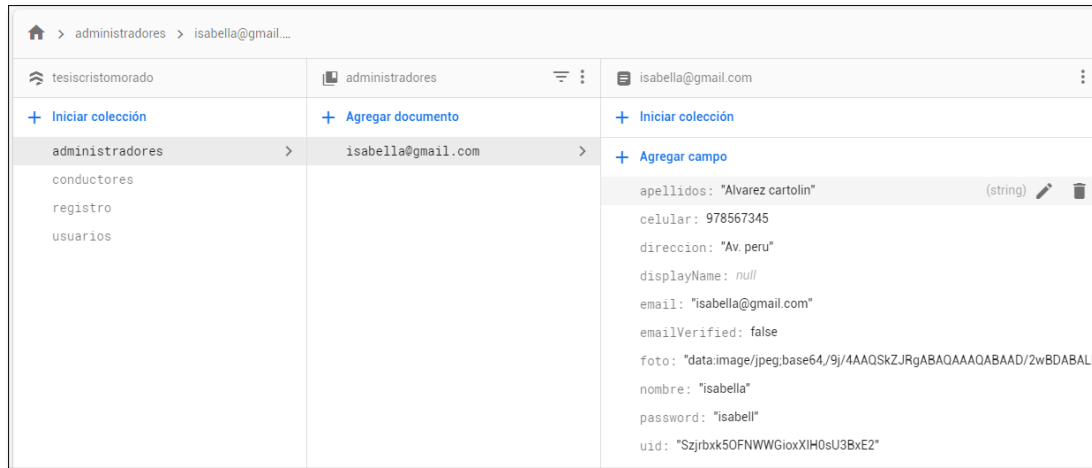 administradores > isabella@gmail....
tesiscristomorado
+ Iniciar colección
administradores
conductores
registro
usuarios
administradores
+ Agregar documento
isabella@gmail.com
isabella@gmail.com
+ Iniciar colección
+ Agregar campo
apellidos: "Alvarez cartolin" (string)
celular: 978567345
direccion: "Av. peru"
displayName: null
email: "isabella@gmail.com"
emailVerified: false
foto: "data:image/jpeg;base64,/9j/4AAQSkZJRgABAQAAAQABAAD/2wBDABAL
nombre: "isabella"
password: "isabell"
uid: "Szjrbxk5OFNWWGioxXIH0sU3BxE2"